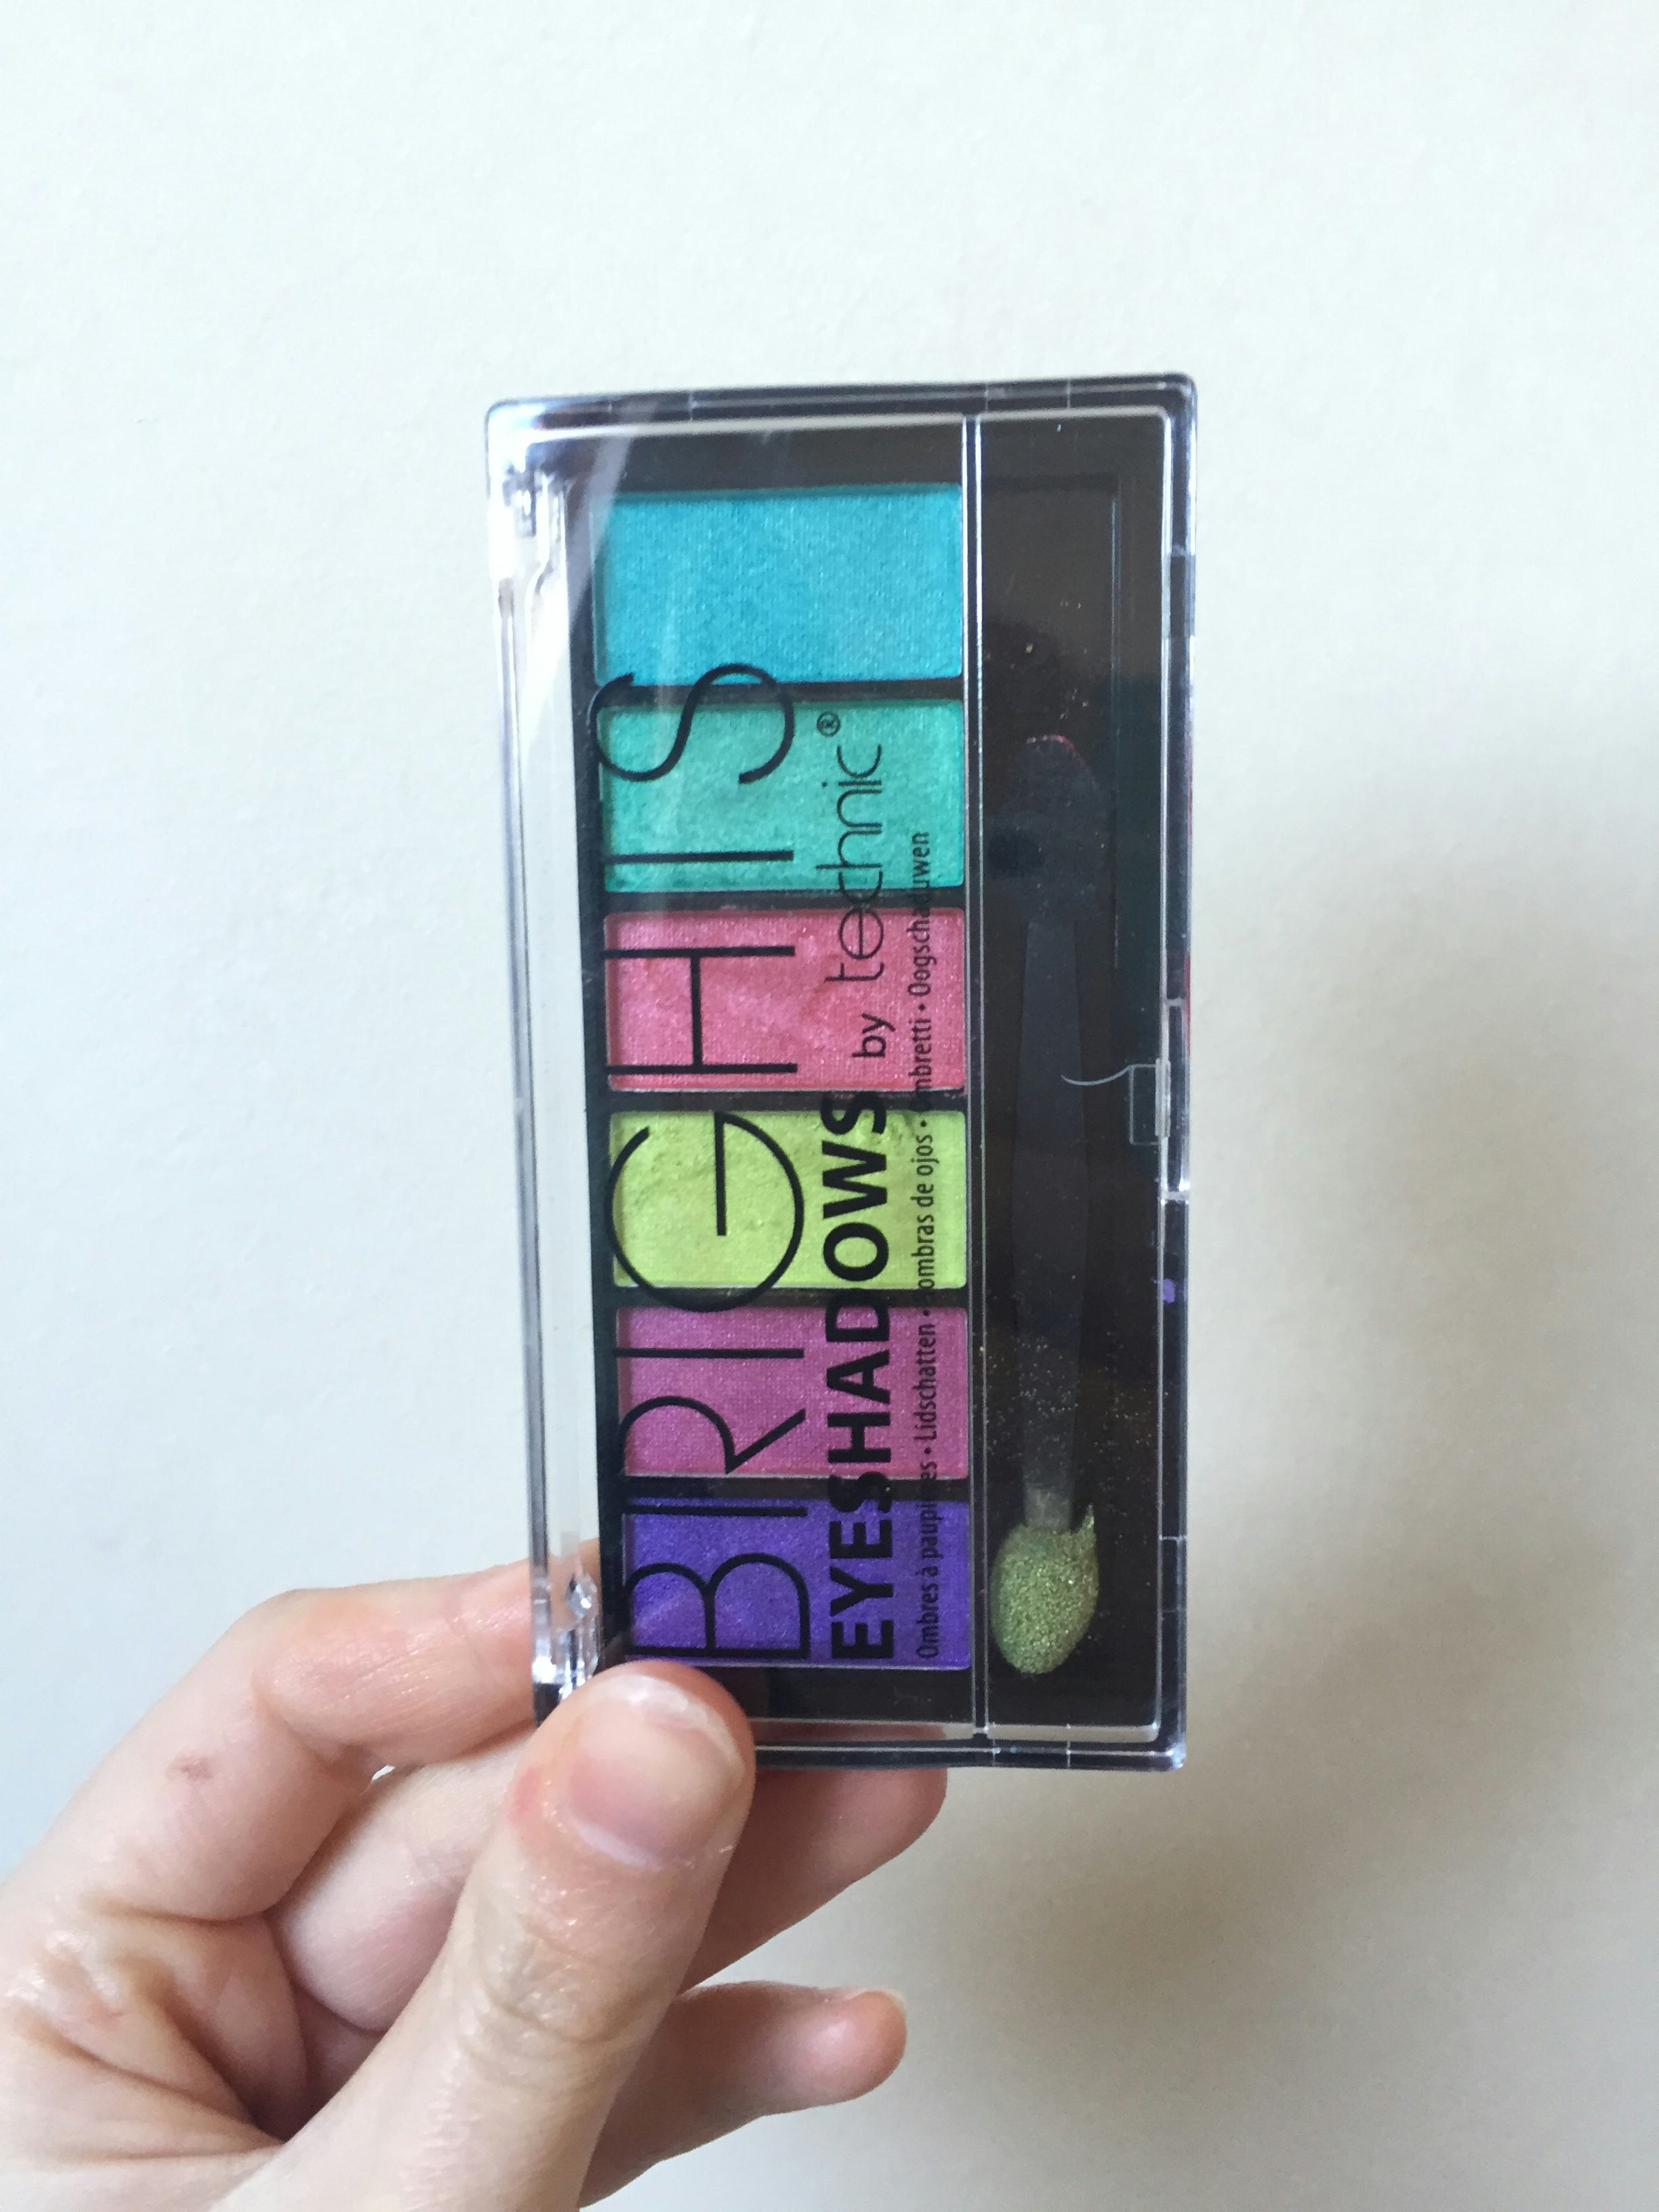 BRIGHTS
EYESHADOWS by technic®
Ombres à paupières • Lidschatten • Sombras de ojos • Ombretti • Oogschaduwen